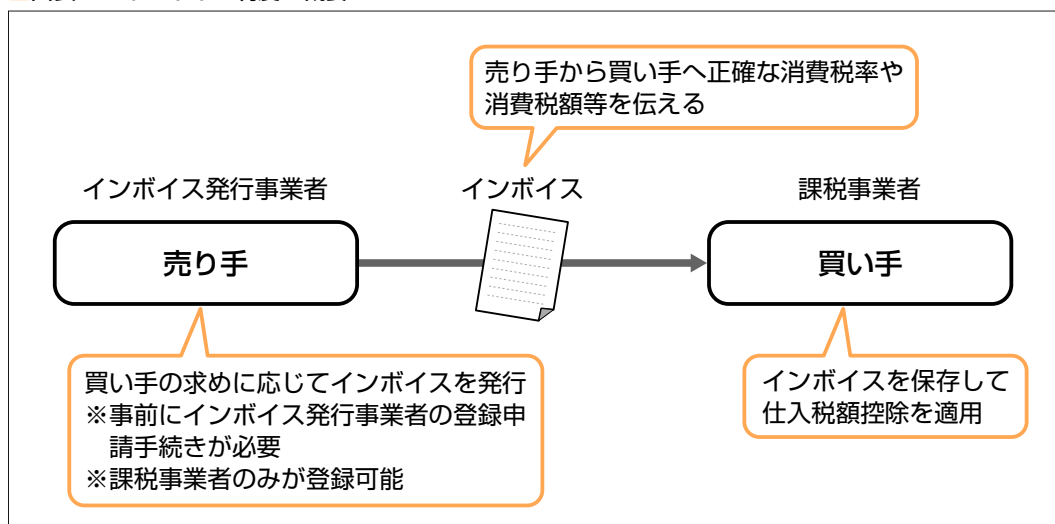 売り手から買い手へ正確な消費税率や
消費税額等を伝える
インボイス発行事業者
インボイス
課税事業者
売り手
買い手
買い手の求めに応じてインボイスを発行
※事前にインボイス発行事業者の登録申
請手続きが必要
※課税事業者のみが登録可能
インボイスを保存して
仕入税額控除を適用